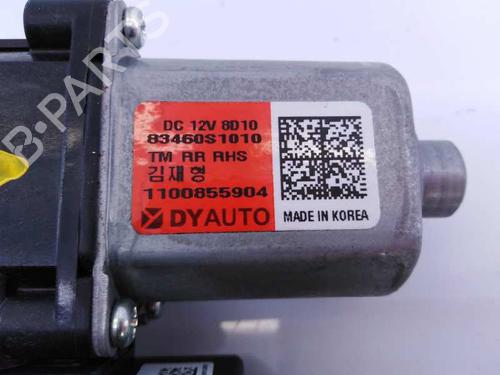 DC 12V 8D10
83460S1010
TM RR RHS
김재형
1100855904
DYAUTO
MADE IN KOREA
B-Parts